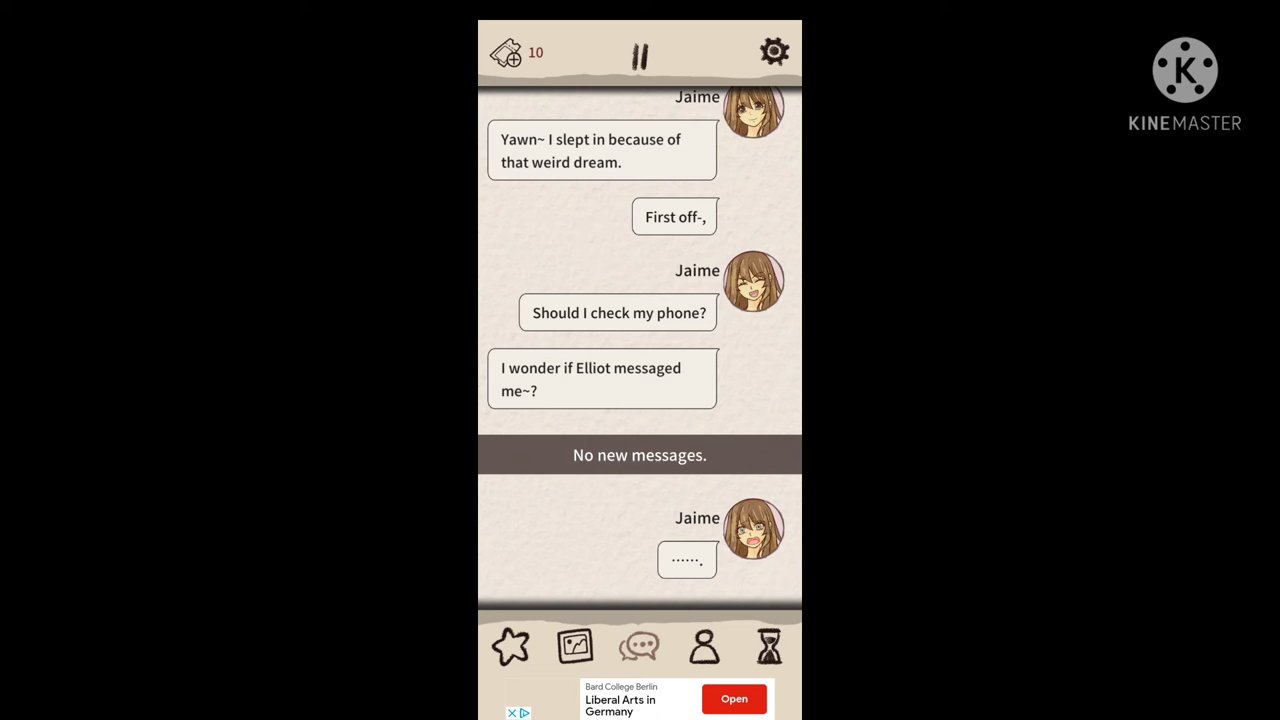 10
KINEMASTER
Jaime
Yawn~ I slept in because of
that weird dream.
First off-,
Jaime
Should I check my phone?
I wonder if Elliot messaged
me~?
No new messages.
Jaime
·······.
Bard College Berlin
Liberal Arts in
Germany
Open